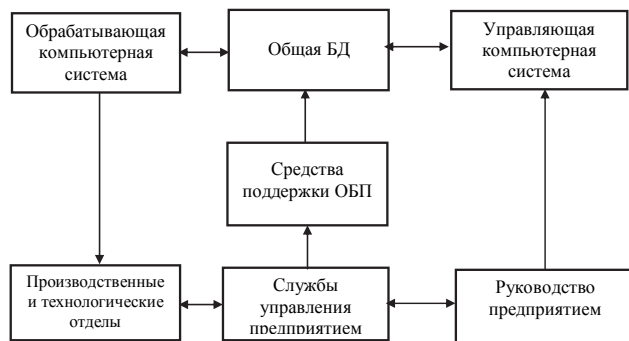 Обрабатывающая
компьютерная
система
Общая БД
Управляющая
компьютерная
система
Средства
поддержки ОБП
Производственные
и технологические
отделы
Службы
управления
предприятием
Руководство
предприятием